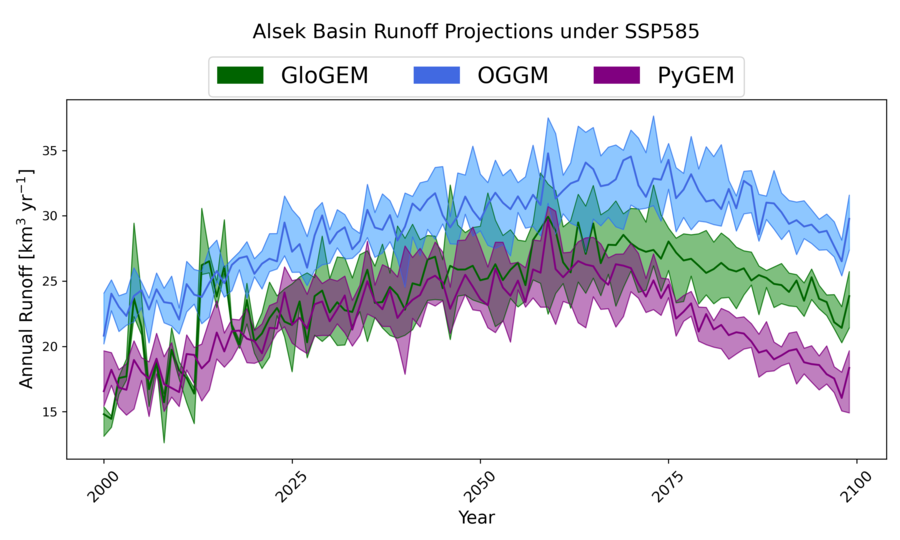 Alsek Basin Runoff Projections under SSP585
GloGEM OGGM PyGEM
Annual Runoff [km³ yr⁻¹]
35
30
25
20
15
2000 2025 2050 2075 2100
Year